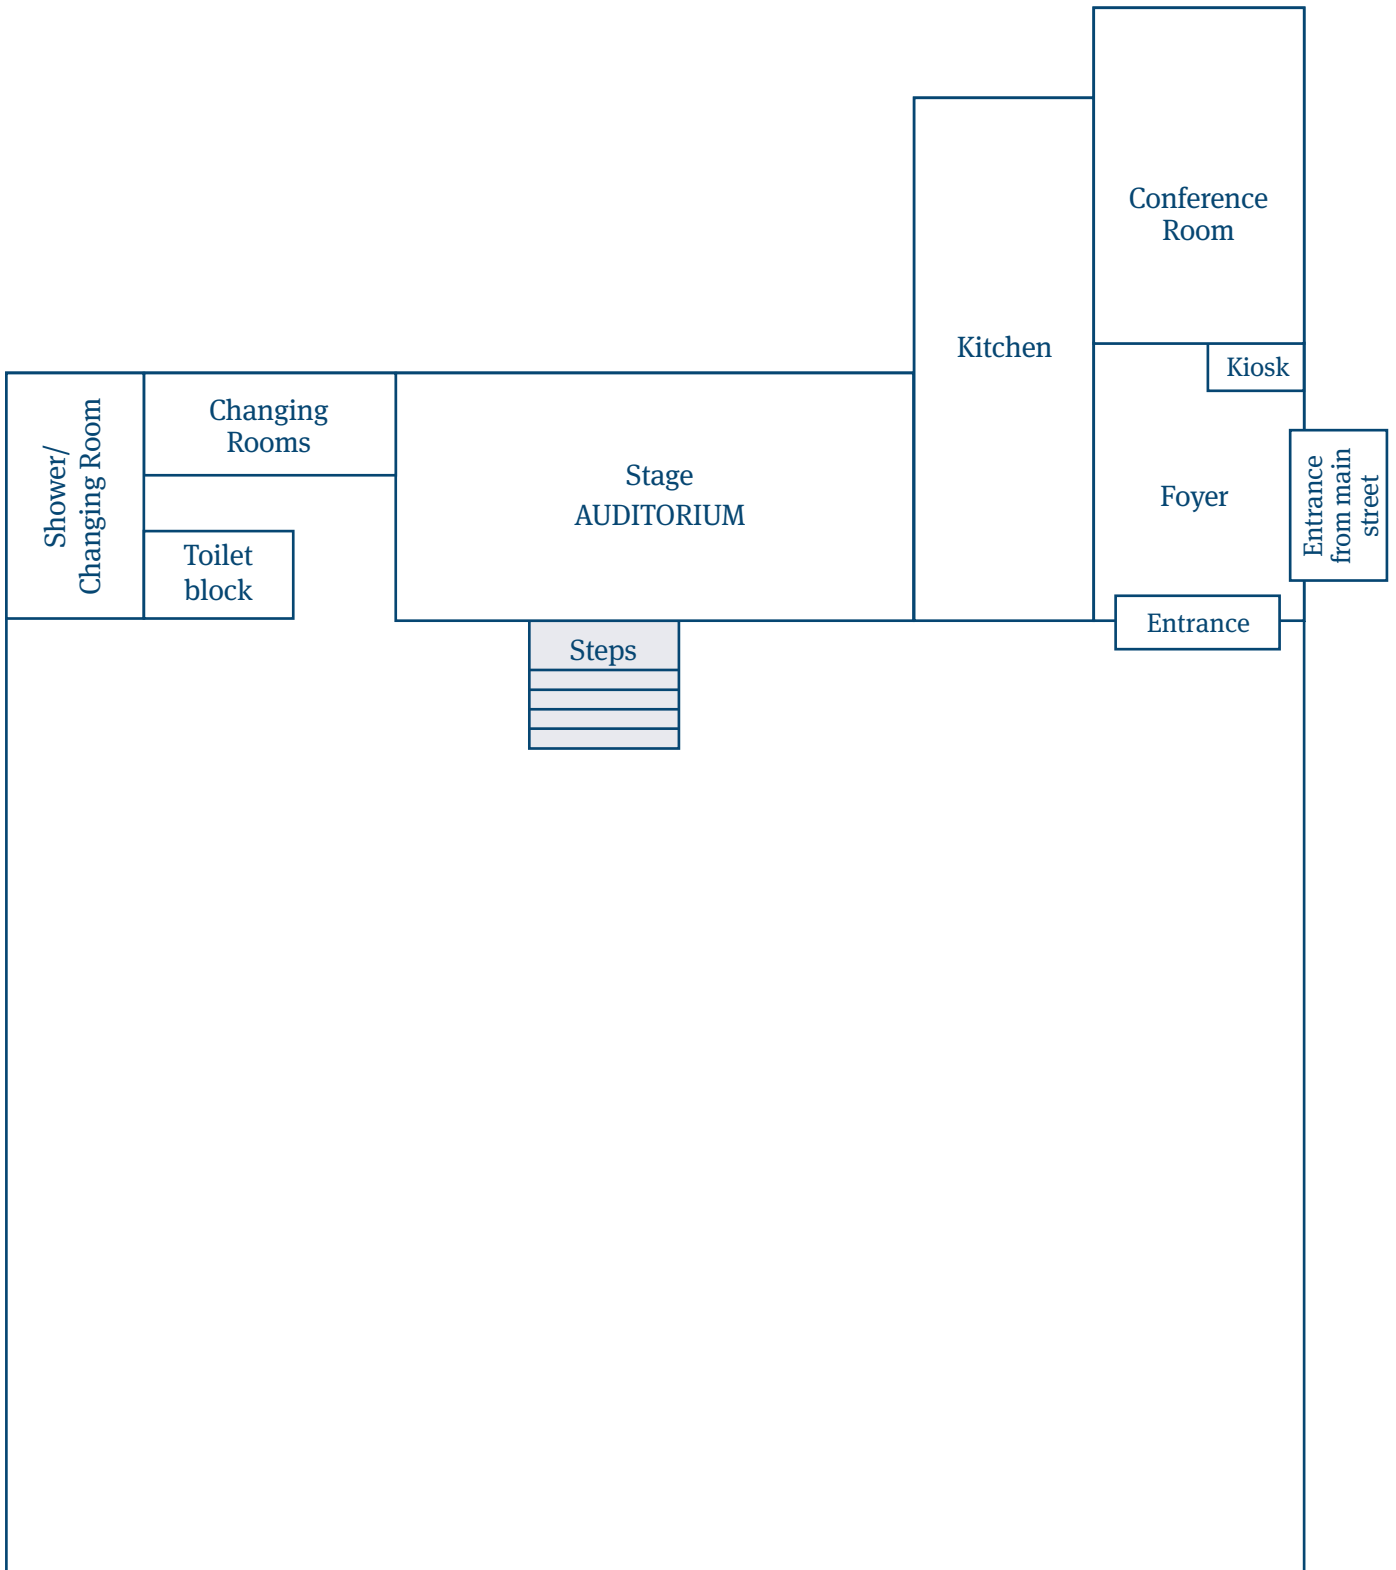 Conference
Room
Kitchen
Kiosk
Shower/
Changing Room
Changing
Rooms
Stage
AUDITORIUM
Foyer
Entrance
from main
street
Toilet
block
Steps
Entrance